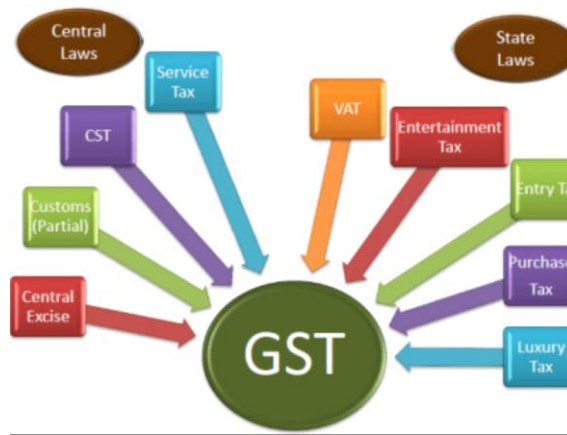 Central
Laws
State
Laws
Service
Tax
VAT
CST
Entertainment
Tax
Customs
(Partial)
Entry Ta
Central
Excise
Purchase
Tax
Luxury
Tax
GST